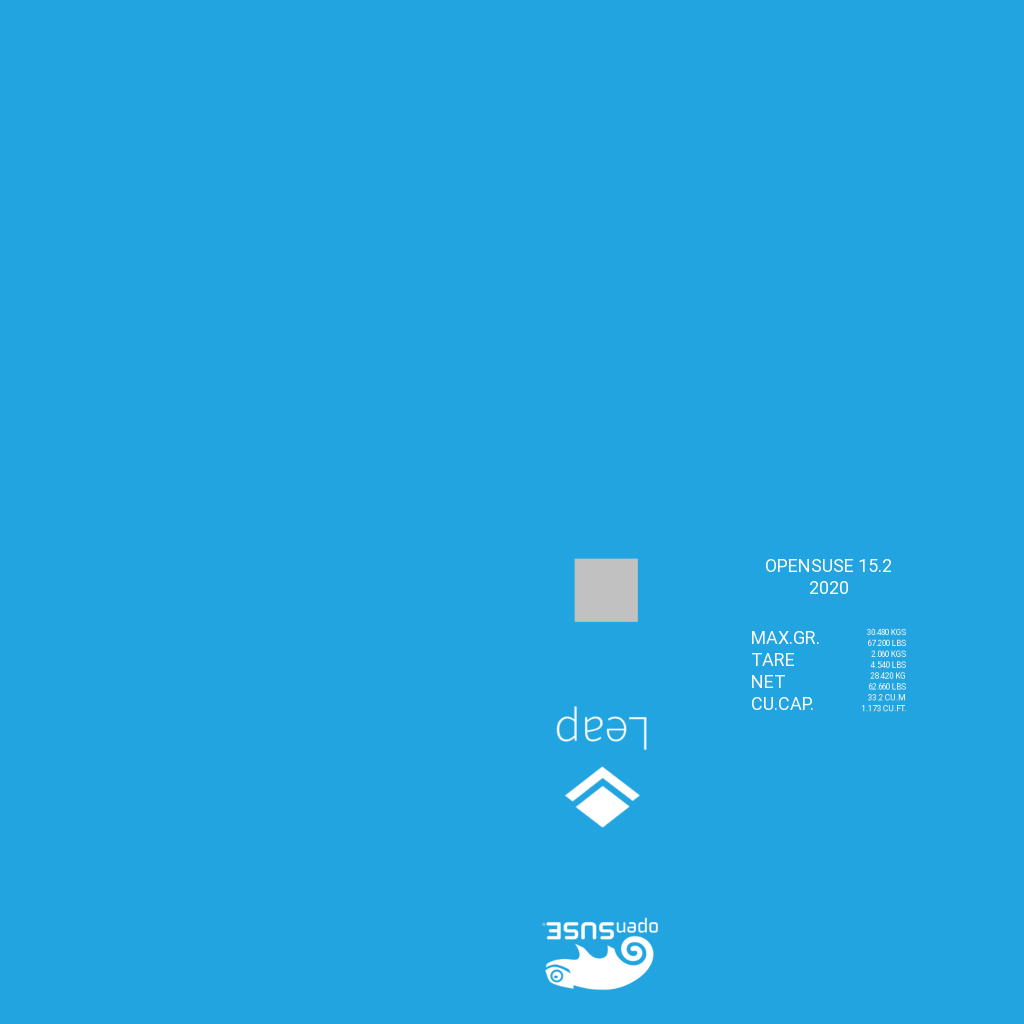 OPENSUSE 15.2
2020
MAX.GR.
30.480 KGS
67.200 LBS
TARE
2.060 KGS
4.540 LBS
NET
28.420 KG
62.660 LBS
CU.CAP.
33.2 CU.M
1.173 CU.FT.
Leap
openSUSE